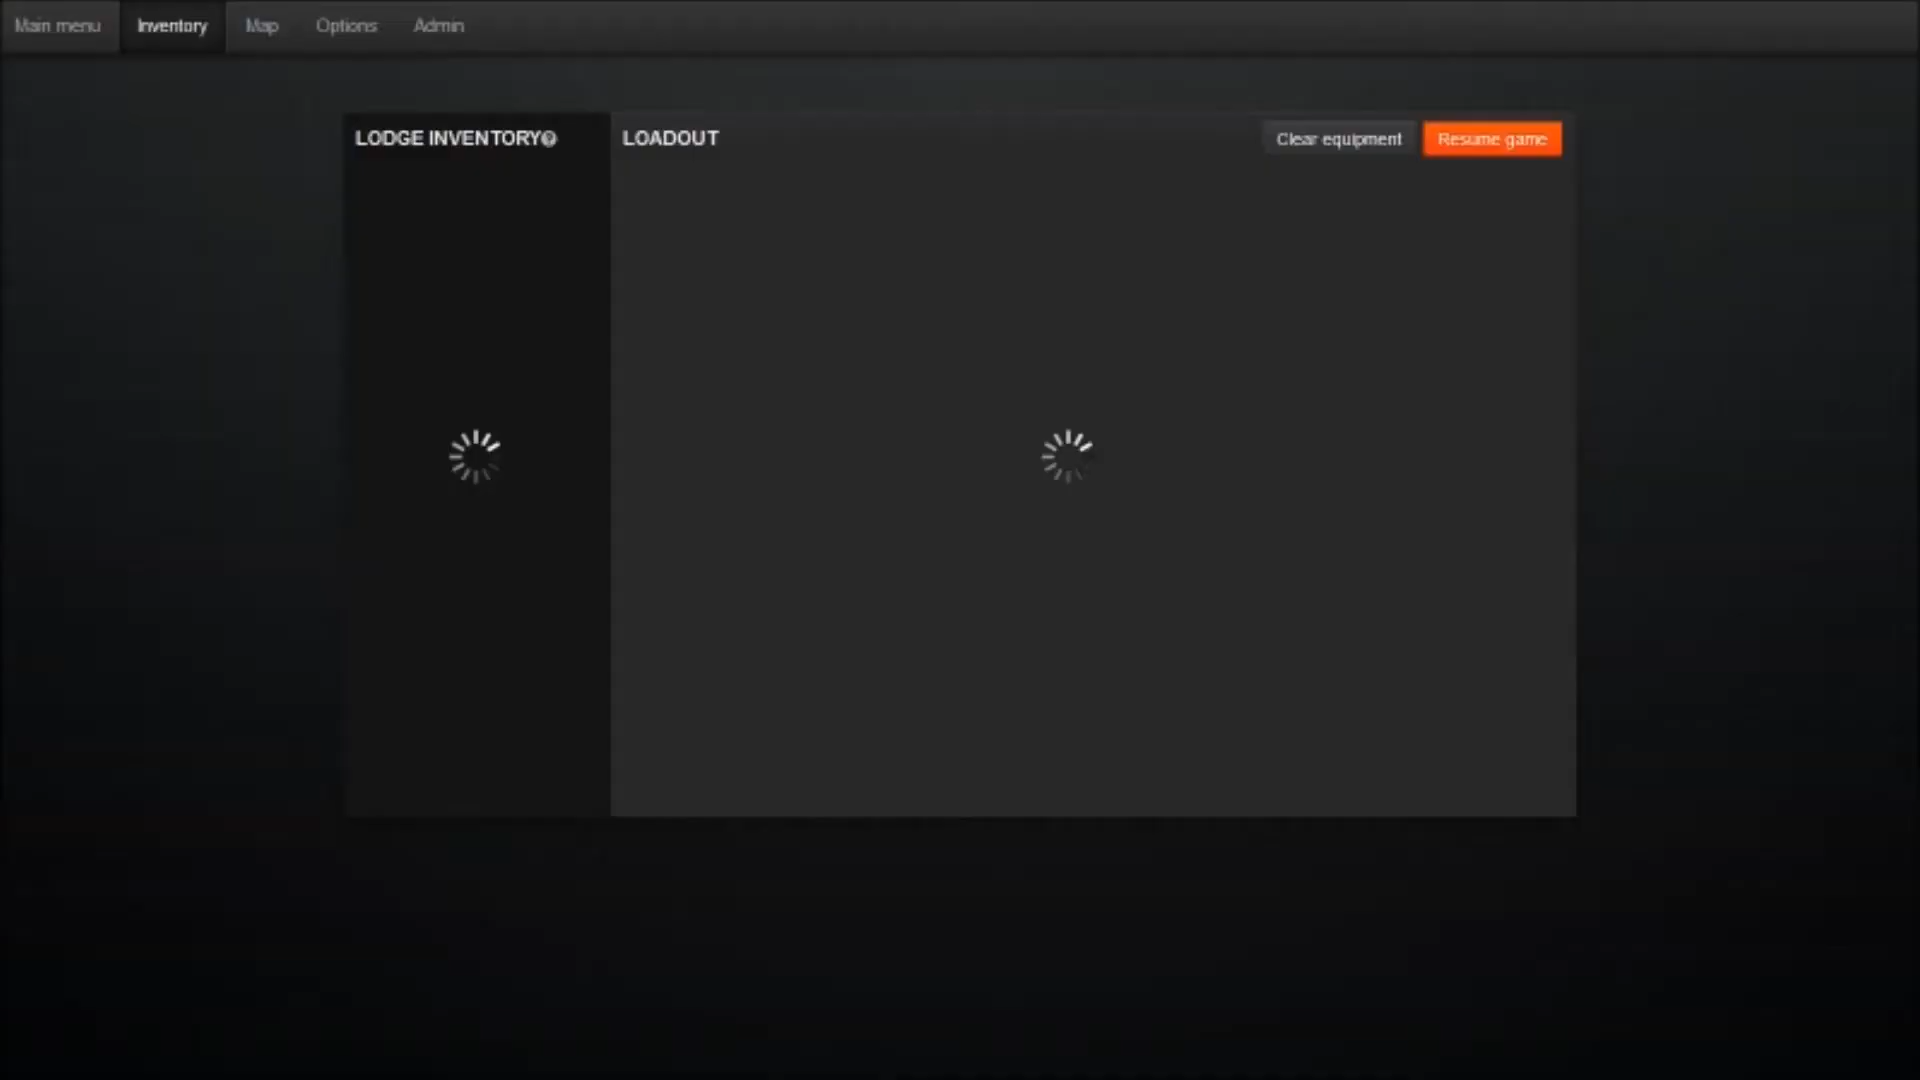 Main menu Inventory Map Options Admin
LODGE INVENTORY? LOADOUT Clear equipment Resume game